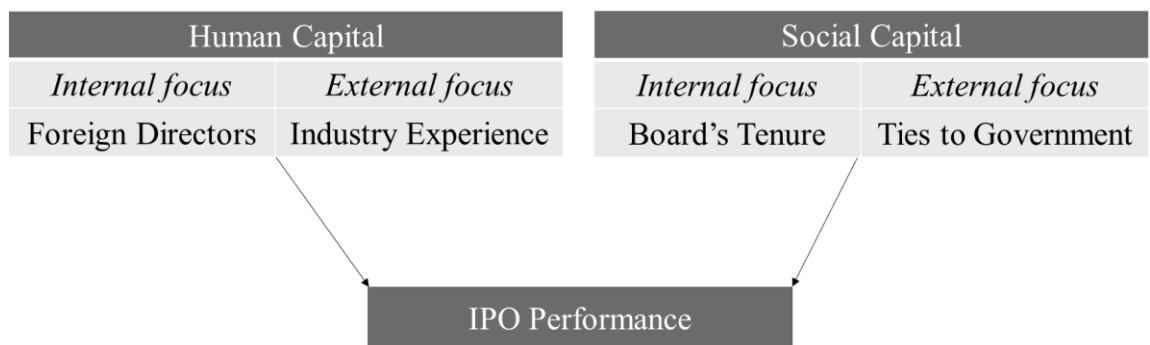 Human Capital
Internal focus External focus
Foreign Directors Industry Experience
Social Capital
Internal focus External focus
Board's Tenure Ties to Government
IPO Performance